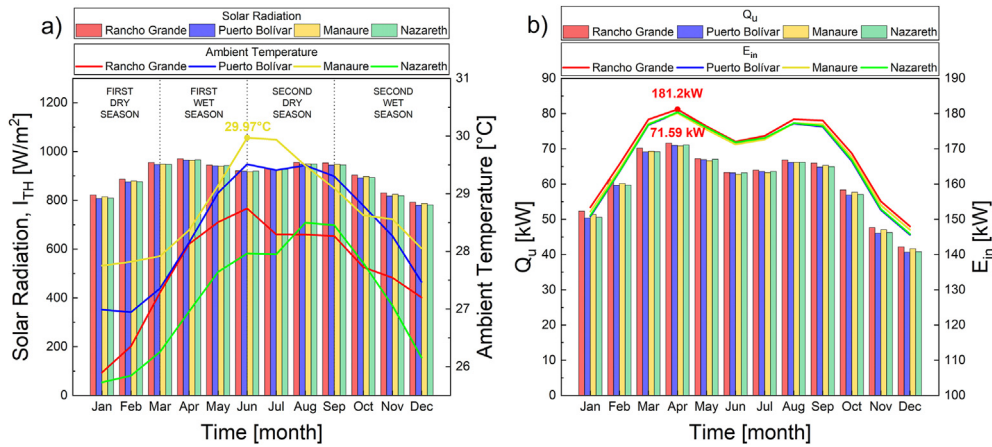 a)
Solar Radiation
Rancho Grande Puerto Bolívar Manaure Nazareth
Ambient Temperature
Rancho Grande Puerto Bolívar Manaure Nazareth
FIRST DRY SEASON
FIRST WET SEASON
SECOND DRY SEASON
SECOND WET SEASON
29.97°C
Solar Radiation, I_TH [W/m²]
1200
1000
800
600
400
200
0
Ambient Temperature [°C]
31
30
29
28
27
26
Jan Feb Mar Apr May Jun Jul Aug Sep Oct Nov Dec
Time [month]
b)
Q_u
Rancho Grande Puerto Bolívar Manaure Nazareth
E_in
Rancho Grande Puerto Bolívar Manaure Nazareth
181.2kW
71.59 kW
Q_u [kW]
90
80
70
60
50
40
30
20
10
0
E_in [kW]
190
180
170
160
150
140
130
120
110
100
Jan Feb Mar Apr May Jun Jul Aug Sep Oct Nov Dec
Time [month]